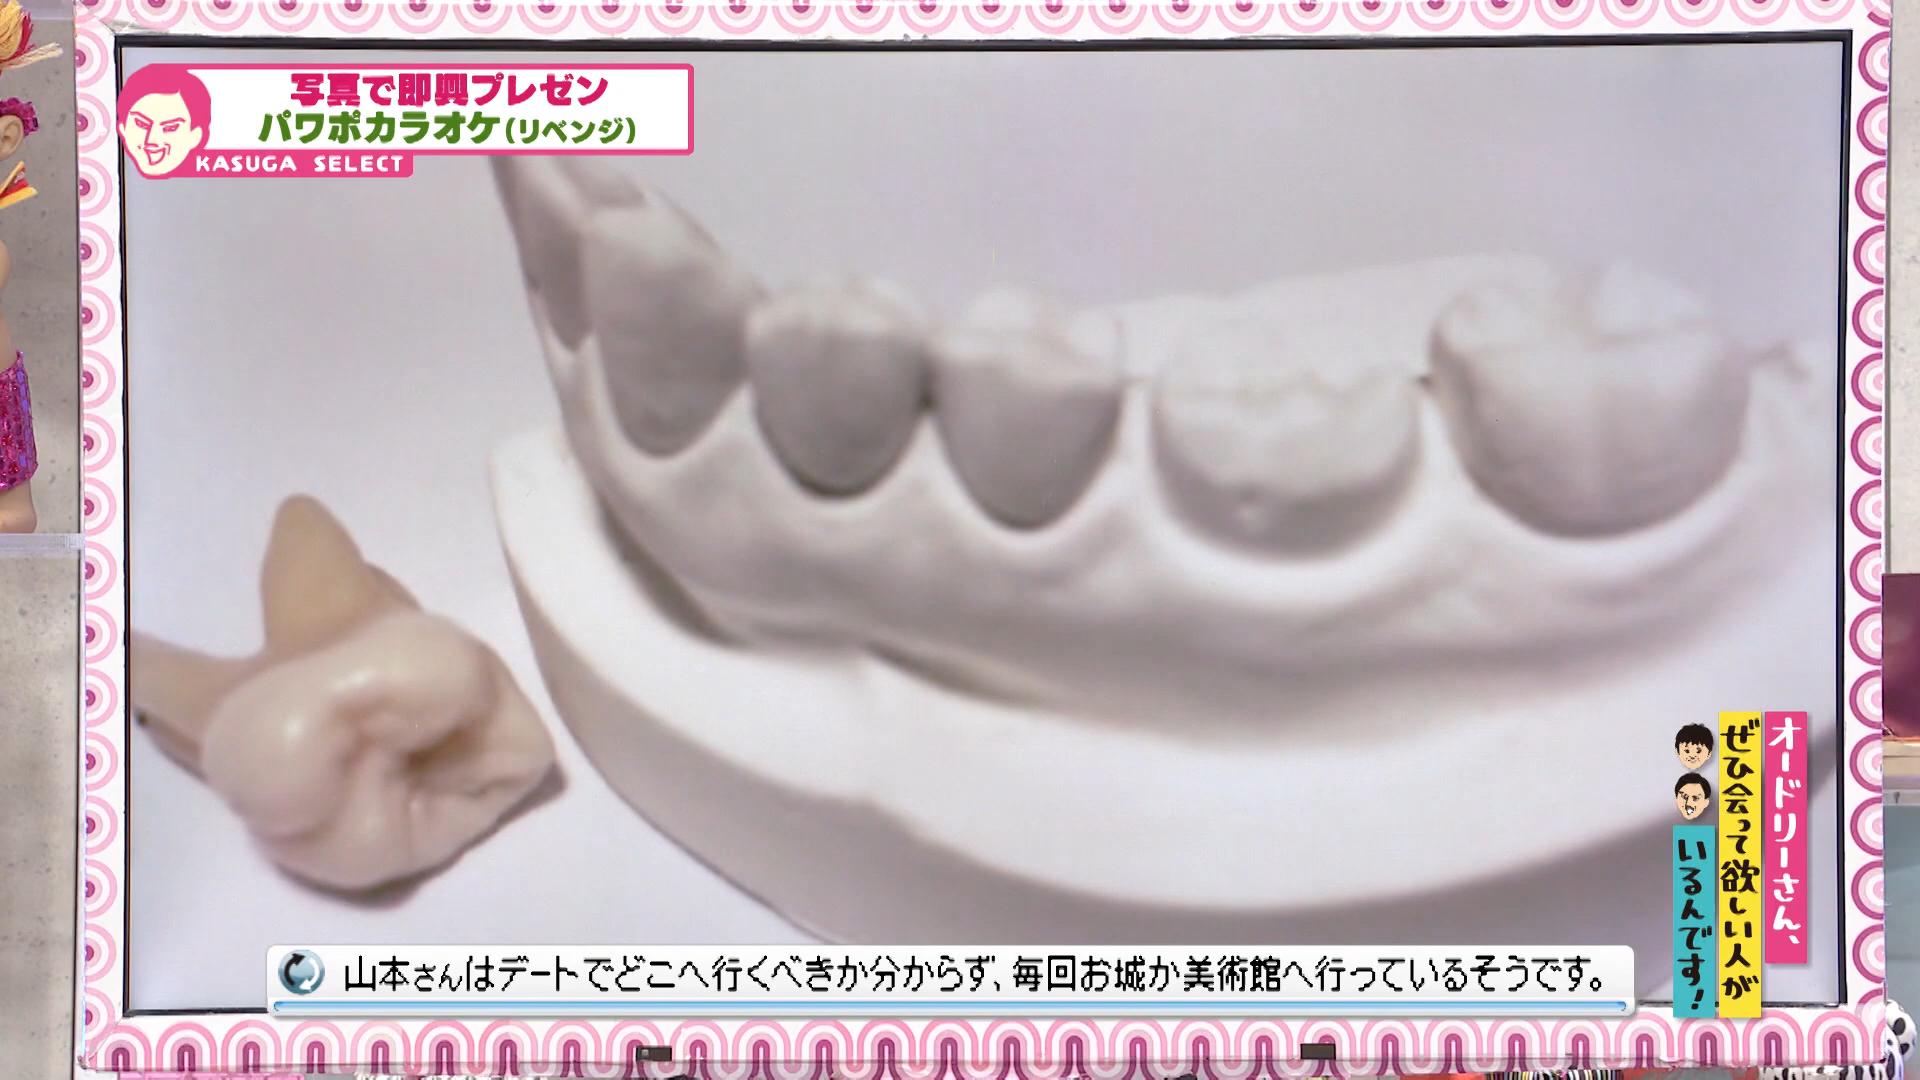 写真で即興プレゼン
パワポカラオケ(リベンジ)
KASUGA SELECT
オードリーさん、
ぜひ会って欲しい人が
いるんです!
山本さんはデートでどこへ行くべきか分からず、毎回お城か美術館へ行っているそうです。